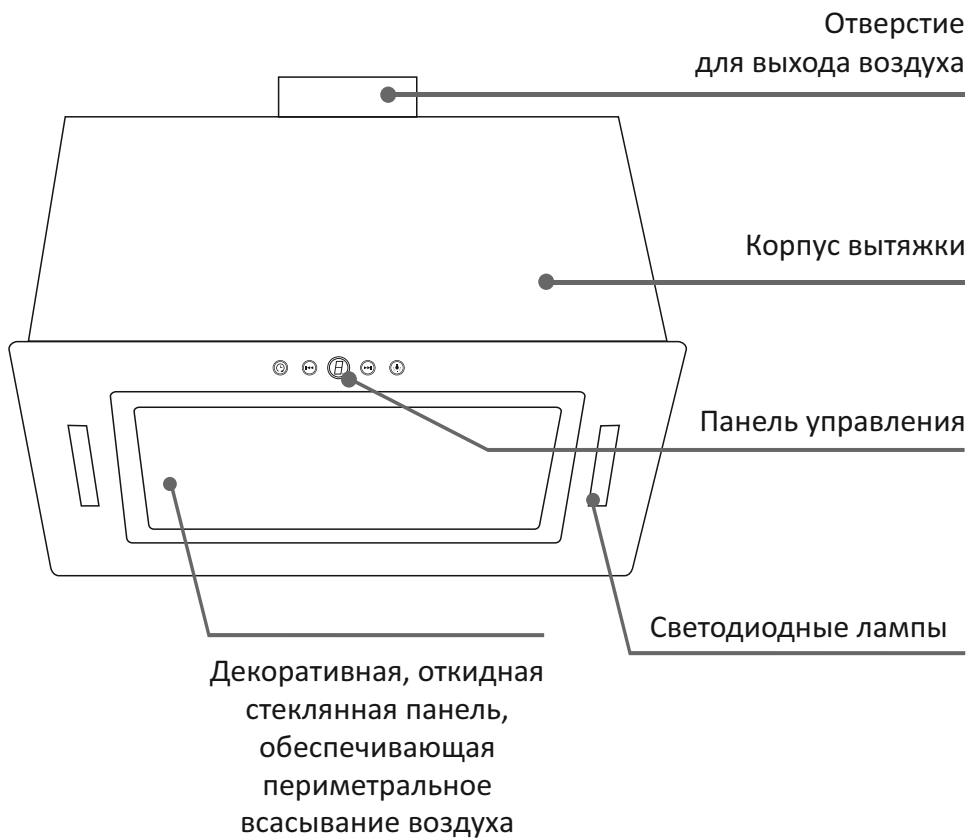 Отверстие
для выхода воздуха
Корпус вытяжки
Панель управления
Светодиодные лампы
Декоративная, откидная
стеклянная панель,
обеспечивающая
периметральное
всасывание воздуха